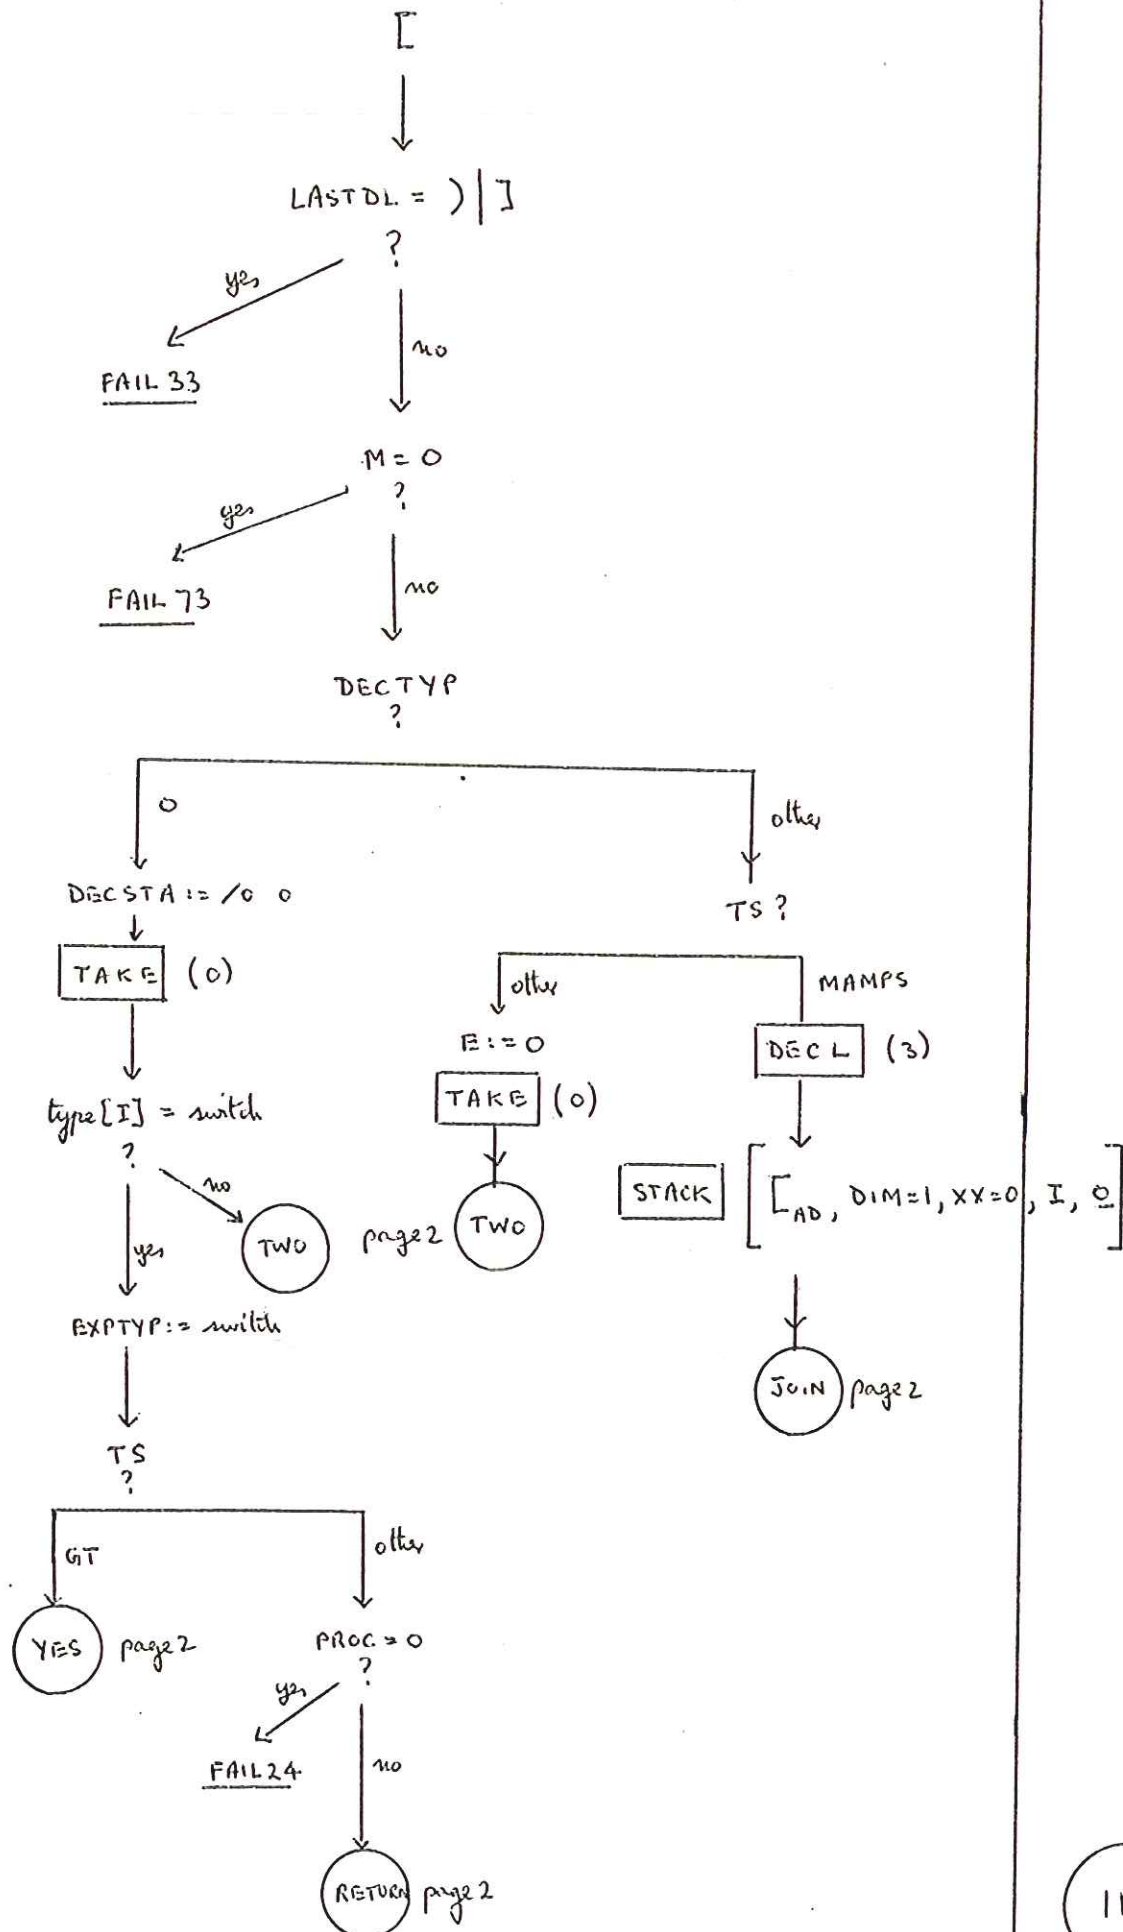 [
LASTDL = )|]
?
yes
no
FAIL 33
M = 0
?
yes
no
FAIL 73
DECTYP
?
0
other
DECSTA := /0 0
TS ?
TAKE (0)
other
MAMPS
E := 0
DECL (3)
TAKE (0)
type[I] = switch
?
no
yes
TWO
page 2
TWO
STACK [ [AD, DIM=1, XX=0, I, 0 ]
EXPTYP := switch
JOIN page 2
TS
?
GT
other
YES page 2
PROC = 0
?
yes
no
FAIL 24
RETURN page 2